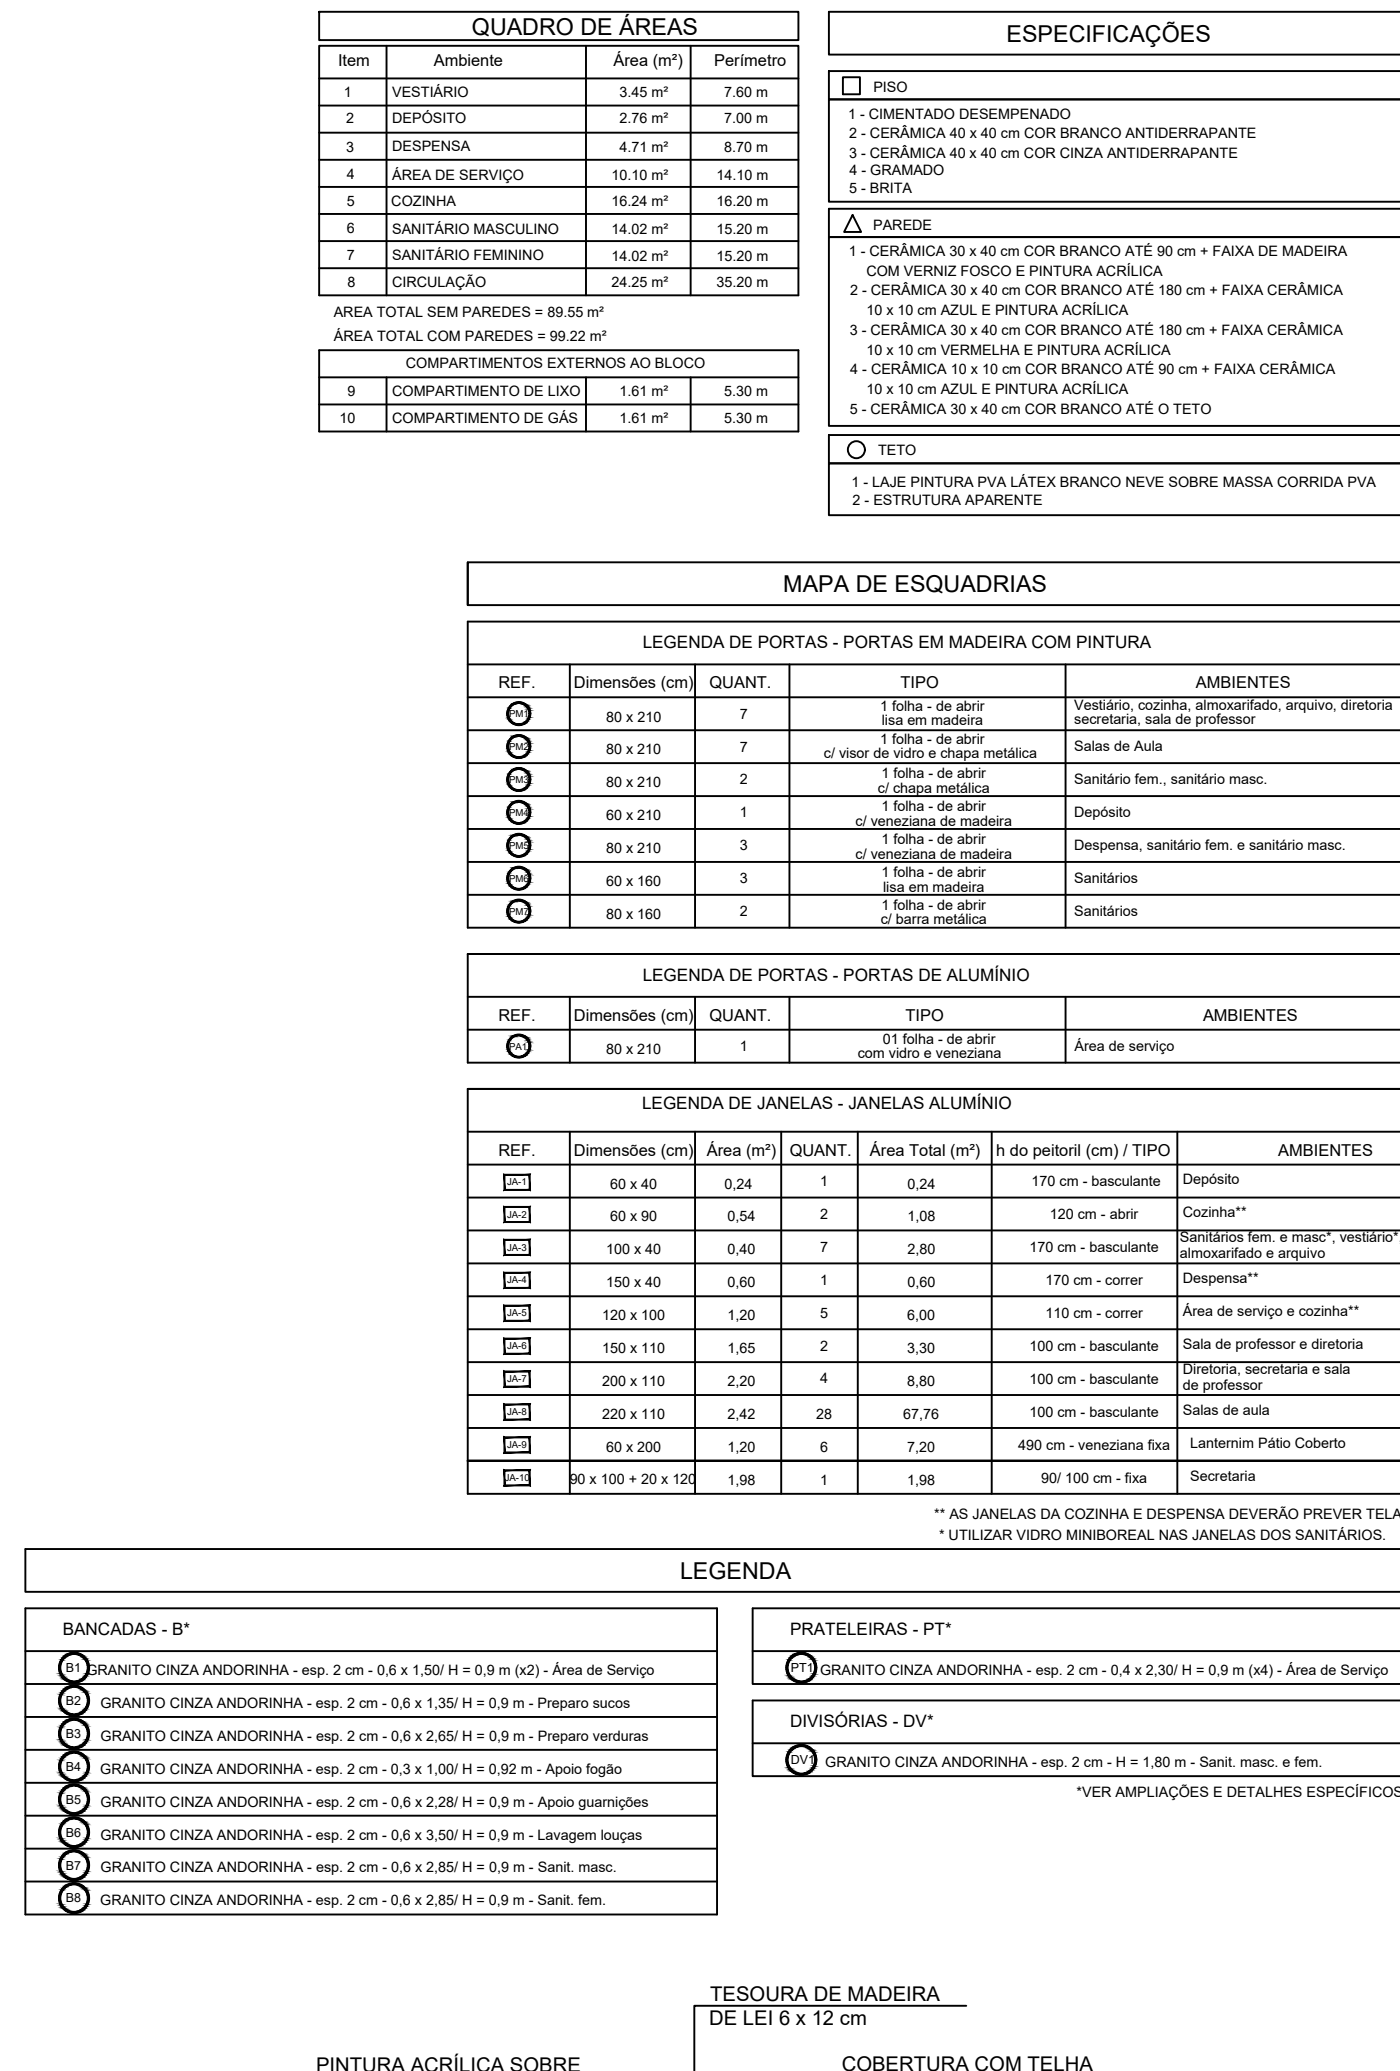 QUADRO DE ÁREAS
Item Ambiente Área (m²) Perímetro
1 VESTIÁRIO 3.45 m² 7.60 m
2 DEPÓSITO 2.76 m² 7.00 m
3 DESPENSA 4.71 m² 8.70 m
4 ÁREA DE SERVIÇO 10.10 m² 14.10 m
5 COZINHA 16.24 m² 16.20 m
6 SANITÁRIO MASCULINO 14.02 m² 15.20 m
7 SANITÁRIO FEMININO 14.02 m² 15.20 m
8 CIRCULAÇÃO 24.25 m² 35.20 m
AREA TOTAL SEM PAREDES = 89.55 m²
ÁREA TOTAL COM PAREDES = 99.22 m²
COMPARTIMENTOS EXTERNOS AO BLOCO
9 COMPARTIMENTO DE LIXO 1.61 m² 5.30 m
10 COMPARTIMENTO DE GÁS 1.61 m² 5.30 m
ESPECIFICAÇÕES
PISO
1 - CIMENTADO DESEMPENADO
2 - CERÂMICA 40 x 40 cm COR BRANCO ANTIDERRAPANTE
3 - CERÂMICA 40 x 40 cm COR CINZA ANTIDERRAPANTE
4 - GRAMADO
5 - BRITA
PAREDE
1 - CERÂMICA 30 x 40 cm COR BRANCO ATÉ 90 cm + FAIXA DE MADEIRA
COM VERNIZ FOSCO E PINTURA ACRÍLICA
2 - CERÂMICA 30 x 40 cm COR BRANCO ATÉ 180 cm + FAIXA CERÂMICA
10 x 10 cm AZUL E PINTURA ACRÍLICA
3 - CERÂMICA 30 x 40 cm COR BRANCO ATÉ 180 cm + FAIXA CERÂMICA
10 x 10 cm VERMELHA E PINTURA ACRÍLICA
4 - CERÂMICA 10 x 10 cm COR BRANCO ATÉ 90 cm + FAIXA CERÂMICA
10 x 10 cm AZUL E PINTURA ACRÍLICA
5 - CERÂMICA 30 x 40 cm COR BRANCO ATÉ O TETO
TETO
1 - LAJE PINTURA PVA LÁTEX BRANCO NEVE SOBRE MASSA CORRIDA PVA
2 - ESTRUTURA APARENTE
MAPA DE ESQUADRIAS
LEGENDA DE PORTAS - PORTAS EM MADEIRA COM PINTURA
REF. Dimensões (cm) QUANT. TIPO AMBIENTES
PM1 80 x 210 7 1 folha - de abrir Vestiário, cozinha, almoxarifado, arquivo, diretoria
lisa em madeira secretaria, sala de professor
PM2 80 x 210 7 1 folha - de abrir Salas de Aula
c/ visor de vidro e chapa metálica
PM3 80 x 210 2 1 folha - de abrir Sanitário fem., sanitário masc.
c/ chapa metálica
PM4 60 x 210 1 1 folha - de abrir Depósito
c/ veneziana de madeira
PM5 80 x 210 3 1 folha - de abrir Despensa, sanitário fem. e sanitário masc.
c/ veneziana de madeira
PM6 60 x 160 3 1 folha - de abrir Sanitários
lisa em madeira
PM7 80 x 160 2 1 folha - de abrir Sanitários
c/ barra metálica
LEGENDA DE PORTAS - PORTAS DE ALUMÍNIO
REF. Dimensões (cm) QUANT. TIPO AMBIENTES
PA1 80 x 210 1 01 folha - de abrir Área de serviço
com vidro e veneziana
LEGENDA DE JANELAS - JANELAS ALUMÍNIO
REF. Dimensões (cm) Área (m²) QUANT. Área Total (m²) h do peitoril (cm) / TIPO AMBIENTES
JA-1 60 x 40 0,24 1 0,24 170 cm - basculante Depósito
JA-2 60 x 90 0,54 2 1,08 120 cm - abrir Cozinha**
JA-3 100 x 40 0,40 7 2,80 170 cm - basculante Sanitários fem. e masc*, vestiário*
almoxarifado e arquivo
JA-4 150 x 40 0,60 1 0,60 170 cm - correr Despensa**
JA-5 120 x 100 1,20 5 6,00 110 cm - correr Área de serviço e cozinha**
JA-6 150 x 110 1,65 2 3,30 100 cm - basculante Sala de professor e diretoria
JA-7 200 x 110 2,20 4 8,80 100 cm - basculante Diretoria, secretaria e sala
de professor
JA-8 220 x 110 2,42 28 67,76 100 cm - basculante Salas de aula
JA-9 60 x 200 1,20 6 7,20 490 cm - veneziana fixa Lanternim Pátio Coberto
JA-10 90 x 100 + 20 x 120 1,98 1 1,98 90/ 100 cm - fixa Secretaria
** AS JANELAS DA COZINHA E DESPENSA DEVERÃO PREVER TELA
* UTILIZAR VIDRO MINIBOREAL NAS JANELAS DOS SANITÁRIOS.
LEGENDA
BANCADAS - B*
B1 GRANITO CINZA ANDORINHA - esp. 2 cm - 0,6 x 1,50/ H = 0,9 m (x2) - Área de Serviço
B2 GRANITO CINZA ANDORINHA - esp. 2 cm - 0,6 x 1,35/ H = 0,9 m - Preparo sucos
B3 GRANITO CINZA ANDORINHA - esp. 2 cm - 0,6 x 2,65/ H = 0,9 m - Preparo verduras
B4 GRANITO CINZA ANDORINHA - esp. 2 cm - 0,3 x 1,00/ H = 0,92 m - Apoio fogão
B5 GRANITO CINZA ANDORINHA - esp. 2 cm - 0,6 x 2,28/ H = 0,9 m - Apoio guarnições
B6 GRANITO CINZA ANDORINHA - esp. 2 cm - 0,6 x 3,50/ H = 0,9 m - Lavagem louças
B7 GRANITO CINZA ANDORINHA - esp. 2 cm - 0,6 x 2,85/ H = 0,9 m - Sanit. masc.
B8 GRANITO CINZA ANDORINHA - esp. 2 cm - 0,6 x 2,85/ H = 0,9 m - Sanit. fem.
PRATELEIRAS - PT*
PT1 GRANITO CINZA ANDORINHA - esp. 2 cm - 0,4 x 2,30/ H = 0,9 m (x4) - Área de Serviço
DIVISÓRIAS - DV*
DV1 GRANITO CINZA ANDORINHA - esp. 2 cm - H = 1,80 m - Sanit. masc. e fem.
*VER AMPLIAÇÕES E DETALHES ESPECÍFICOS
TESOURA DE MADEIRA
DE LEI 6 x 12 cm
PINTURA ACRÍLICA SOBRE
COBERTURA COM TELHA